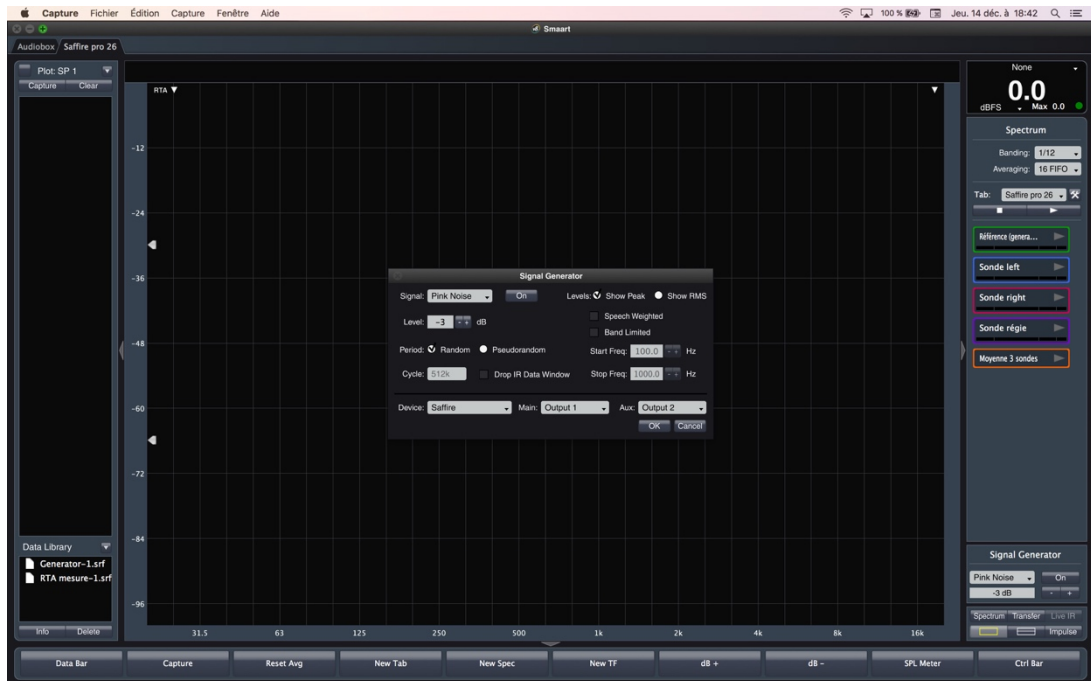 Capture Fichier Édition Capture Fenêtre Aide 100 % Jeu. 14 déc. à 18:42
Smaart
Audiobox Saffire pro 26
Plot: SP 1
Capture Clear
RTA
-12
-24
-36
-48
-60
-72
-84
-96
31.5 63 125 250 500 1k 2k 4k 8k 16k
Data Library
Generator-1.srf
RTA mesure-1.srf
Info Delete
Signal Generator
Signal: Pink Noise On Levels: Show Peak Show RMS
Speech Weighted
Level: -3 - + dB
Band Limited
Period: Random Pseudorandom Start Freq: 100.0 - + Hz
Cycle: 512k Drop IR Data Window Stop Freq: 1000.0 - + Hz
Device: Saffire Main: Output 1 Aux: Output 2
OK Cancel
None
0.0
dBFS Max 0.0
Spectrum
Banding: 1/12
Averaging: 16 FIFO
Tab: Saffire pro 26
Référence (genera...
Sonde left
Sonde right
Sonde régie
Moyenne 3 sondes
Signal Generator
Pink Noise On
-3 dB - +
Spectrum Transfer Live IR
Impulse
Data Bar Capture Reset Avg New Tab New Spec New TF dB + dB - SPL Meter Ctrl Bar